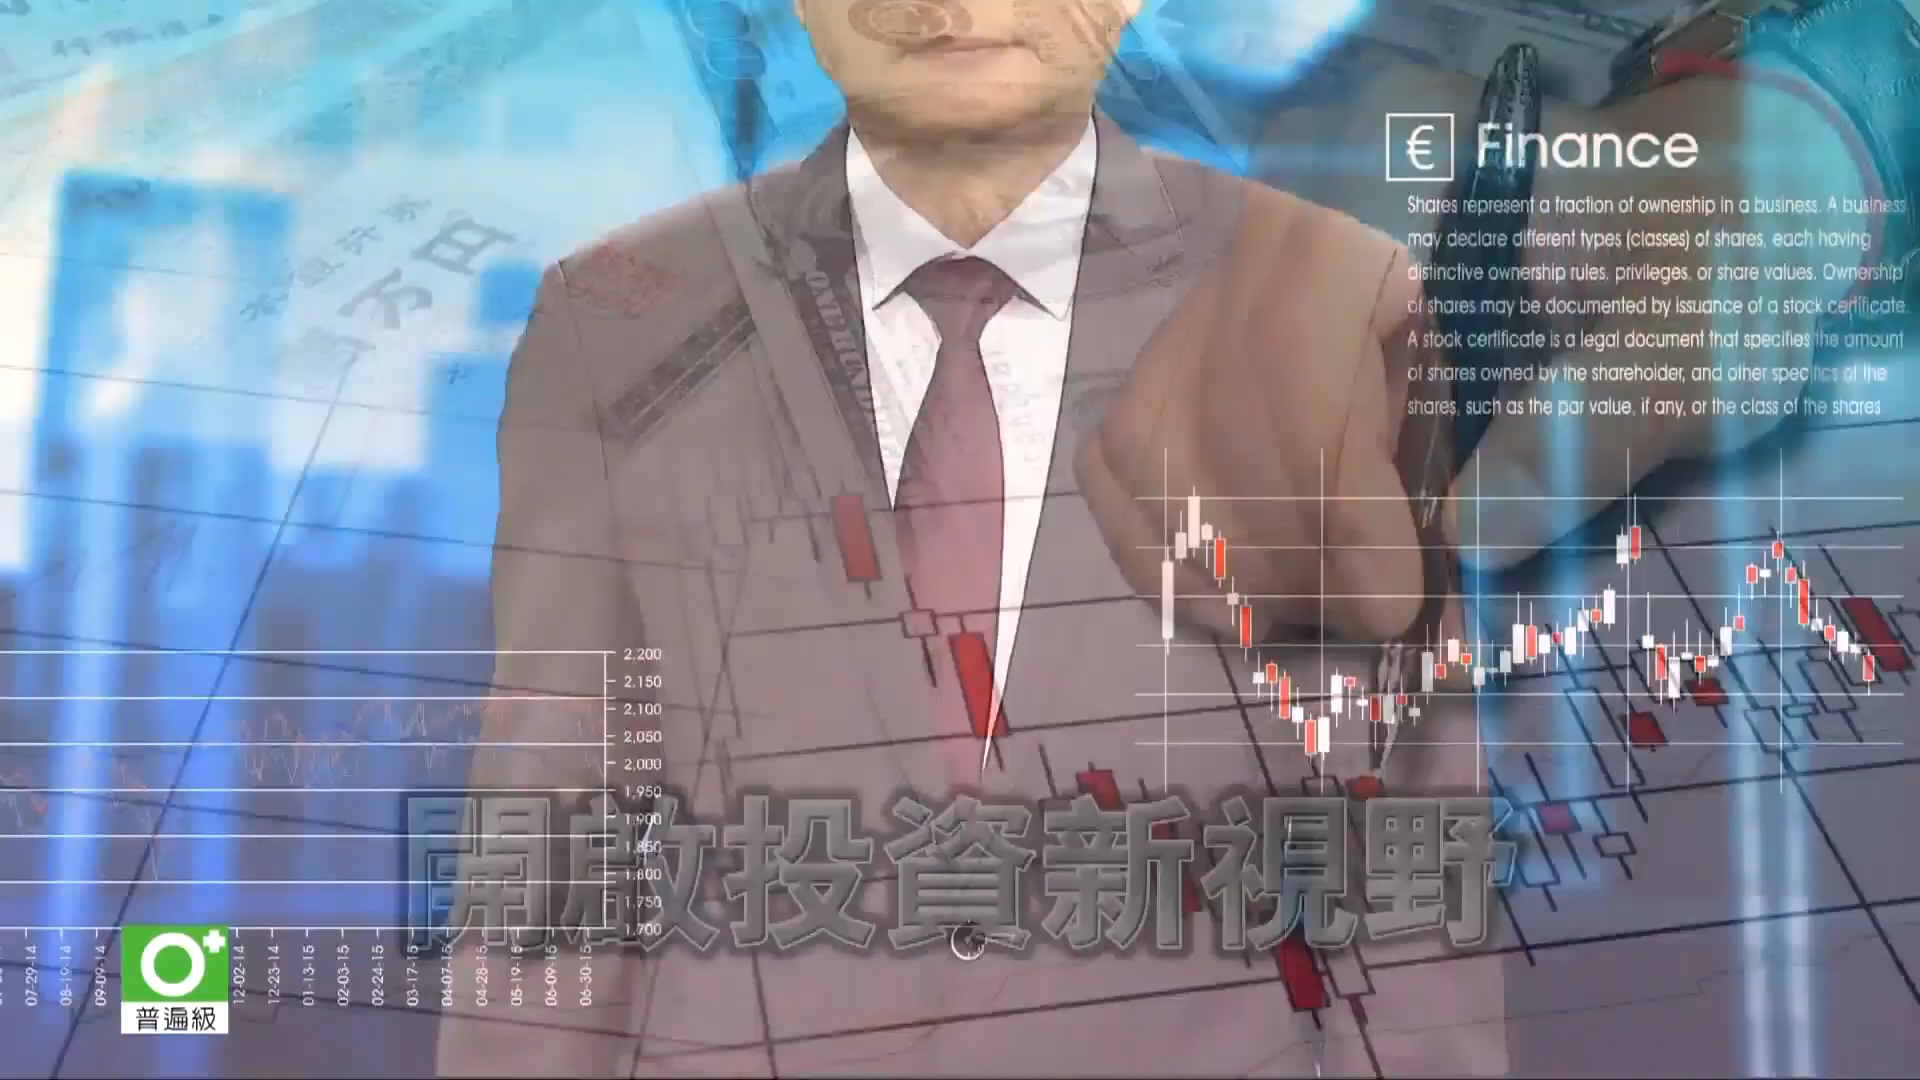 € Finance
Shares represent a fraction of ownership in a business. A business
may declare different types (classes) of shares, each having
distinctive ownership rules, privileges, or share values. Ownership
of shares may be documented by issuance of a stock certificate.
A stock certificate is a legal document that specifies the amount
of shares owned by the shareholder, and other specifics of the
shares, such as the par value, if any, or the class of the shares
2,200
2,150
2,100
2,050
2,000
1,950
1,900
1,850
1,800
1,750
1,700
開啟投資新視野
07-29-14
08-19-14
09-09-14
12-02-14
12-23-14
01-13-15
02-03-15
02-24-15
03-17-15
04-07-15
04-28-15
05-19-15
06-09-15
06-30-15
普遍級